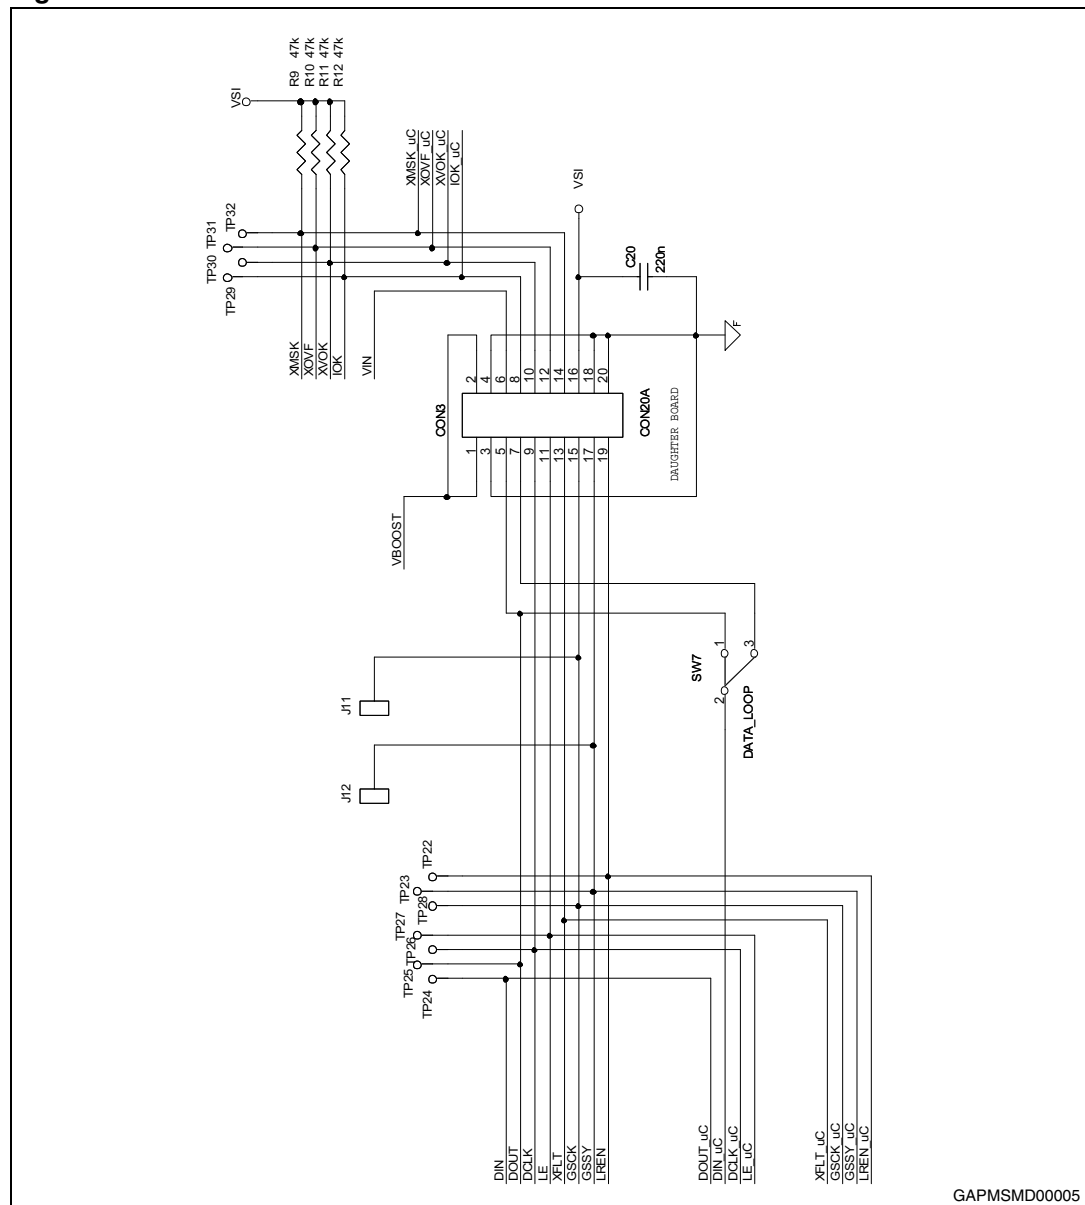 R9 47k
R10 47k
R11 47k
R12 47k
VSI
XMSK_uC
XOVF_uC
XVOK_uC
IOK_uC
VSI
TP32
TP31
TP30
TP29
C20
220n
XMSK
XOVF
XVOK
IOK
VIN
F
2
4
6
8
10
12
14
16
18
20
CON3
CON20A
DAUGHTER BOARD
1
3
5
7
9
11
13
15
17
19
VBOOST
SW7
1
3
2
DATA_LOOP
J11
J12
TP22
TP23
TP28
TP27
TP26
TP25
TP24
DIN
DOUT
DCLK
LE
XFLT
GSCK
GSSY
LREN
DOUT_uC
DIN_uC
DCLK_uC
LE_uC
XFLT_uC
GSCK_uC
GSSY_uC
LREN_uC
GAPMSMD00005